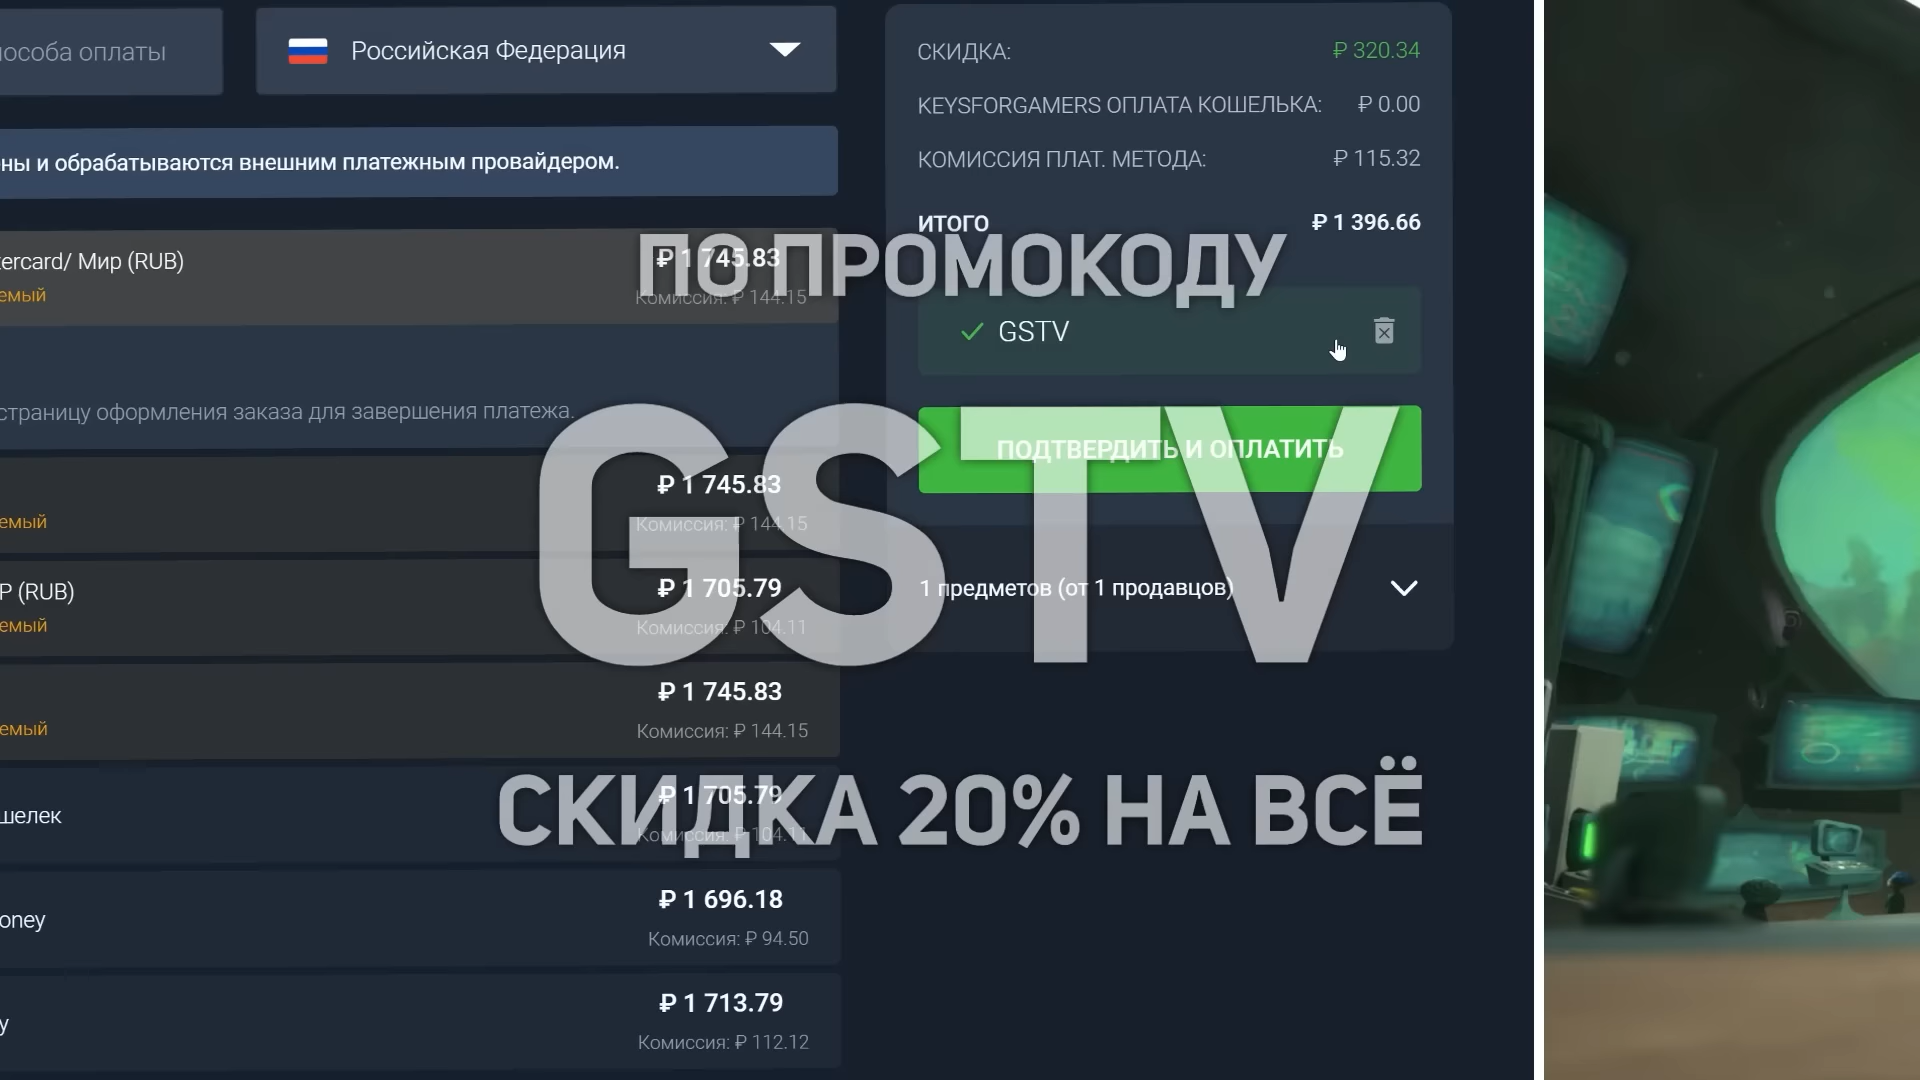 пособа оплаты
Российская Федерация
ны и обрабатываются внешним платежным провайдером.
ercard/ Мир (RUB)
емый
₽ 1 745.83
Комиссия: ₽ 144.15
страницу оформления заказа для завершения платежа.
емый
₽ 1 745.83
Комиссия: ₽ 144.15
P (RUB)
емый
₽ 1 705.79
Комиссия: ₽ 104.11
емый
₽ 1 745.83
Комиссия: ₽ 144.15
шелек
₽ 1 705.79
Комиссия: ₽ 104.11
oney
₽ 1 696.18
Комиссия: ₽ 94.50
y
₽ 1 713.79
Комиссия: ₽ 112.12
СКИДКА: ₽ 320.34
KEYSFORGAMERS ОПЛАТА КОШЕЛЬКА: ₽ 0.00
КОМИССИЯ ПЛАТ. МЕТОДА: ₽ 115.32
ИТОГО ₽ 1 396.66
GSTV
ПОДТВЕРДИТЬ И ОПЛАТИТЬ
1 предметов (от 1 продавцов)
ПО ПРОМОКОДУ
GSTV
СКИДКА 20% НА ВСЁ